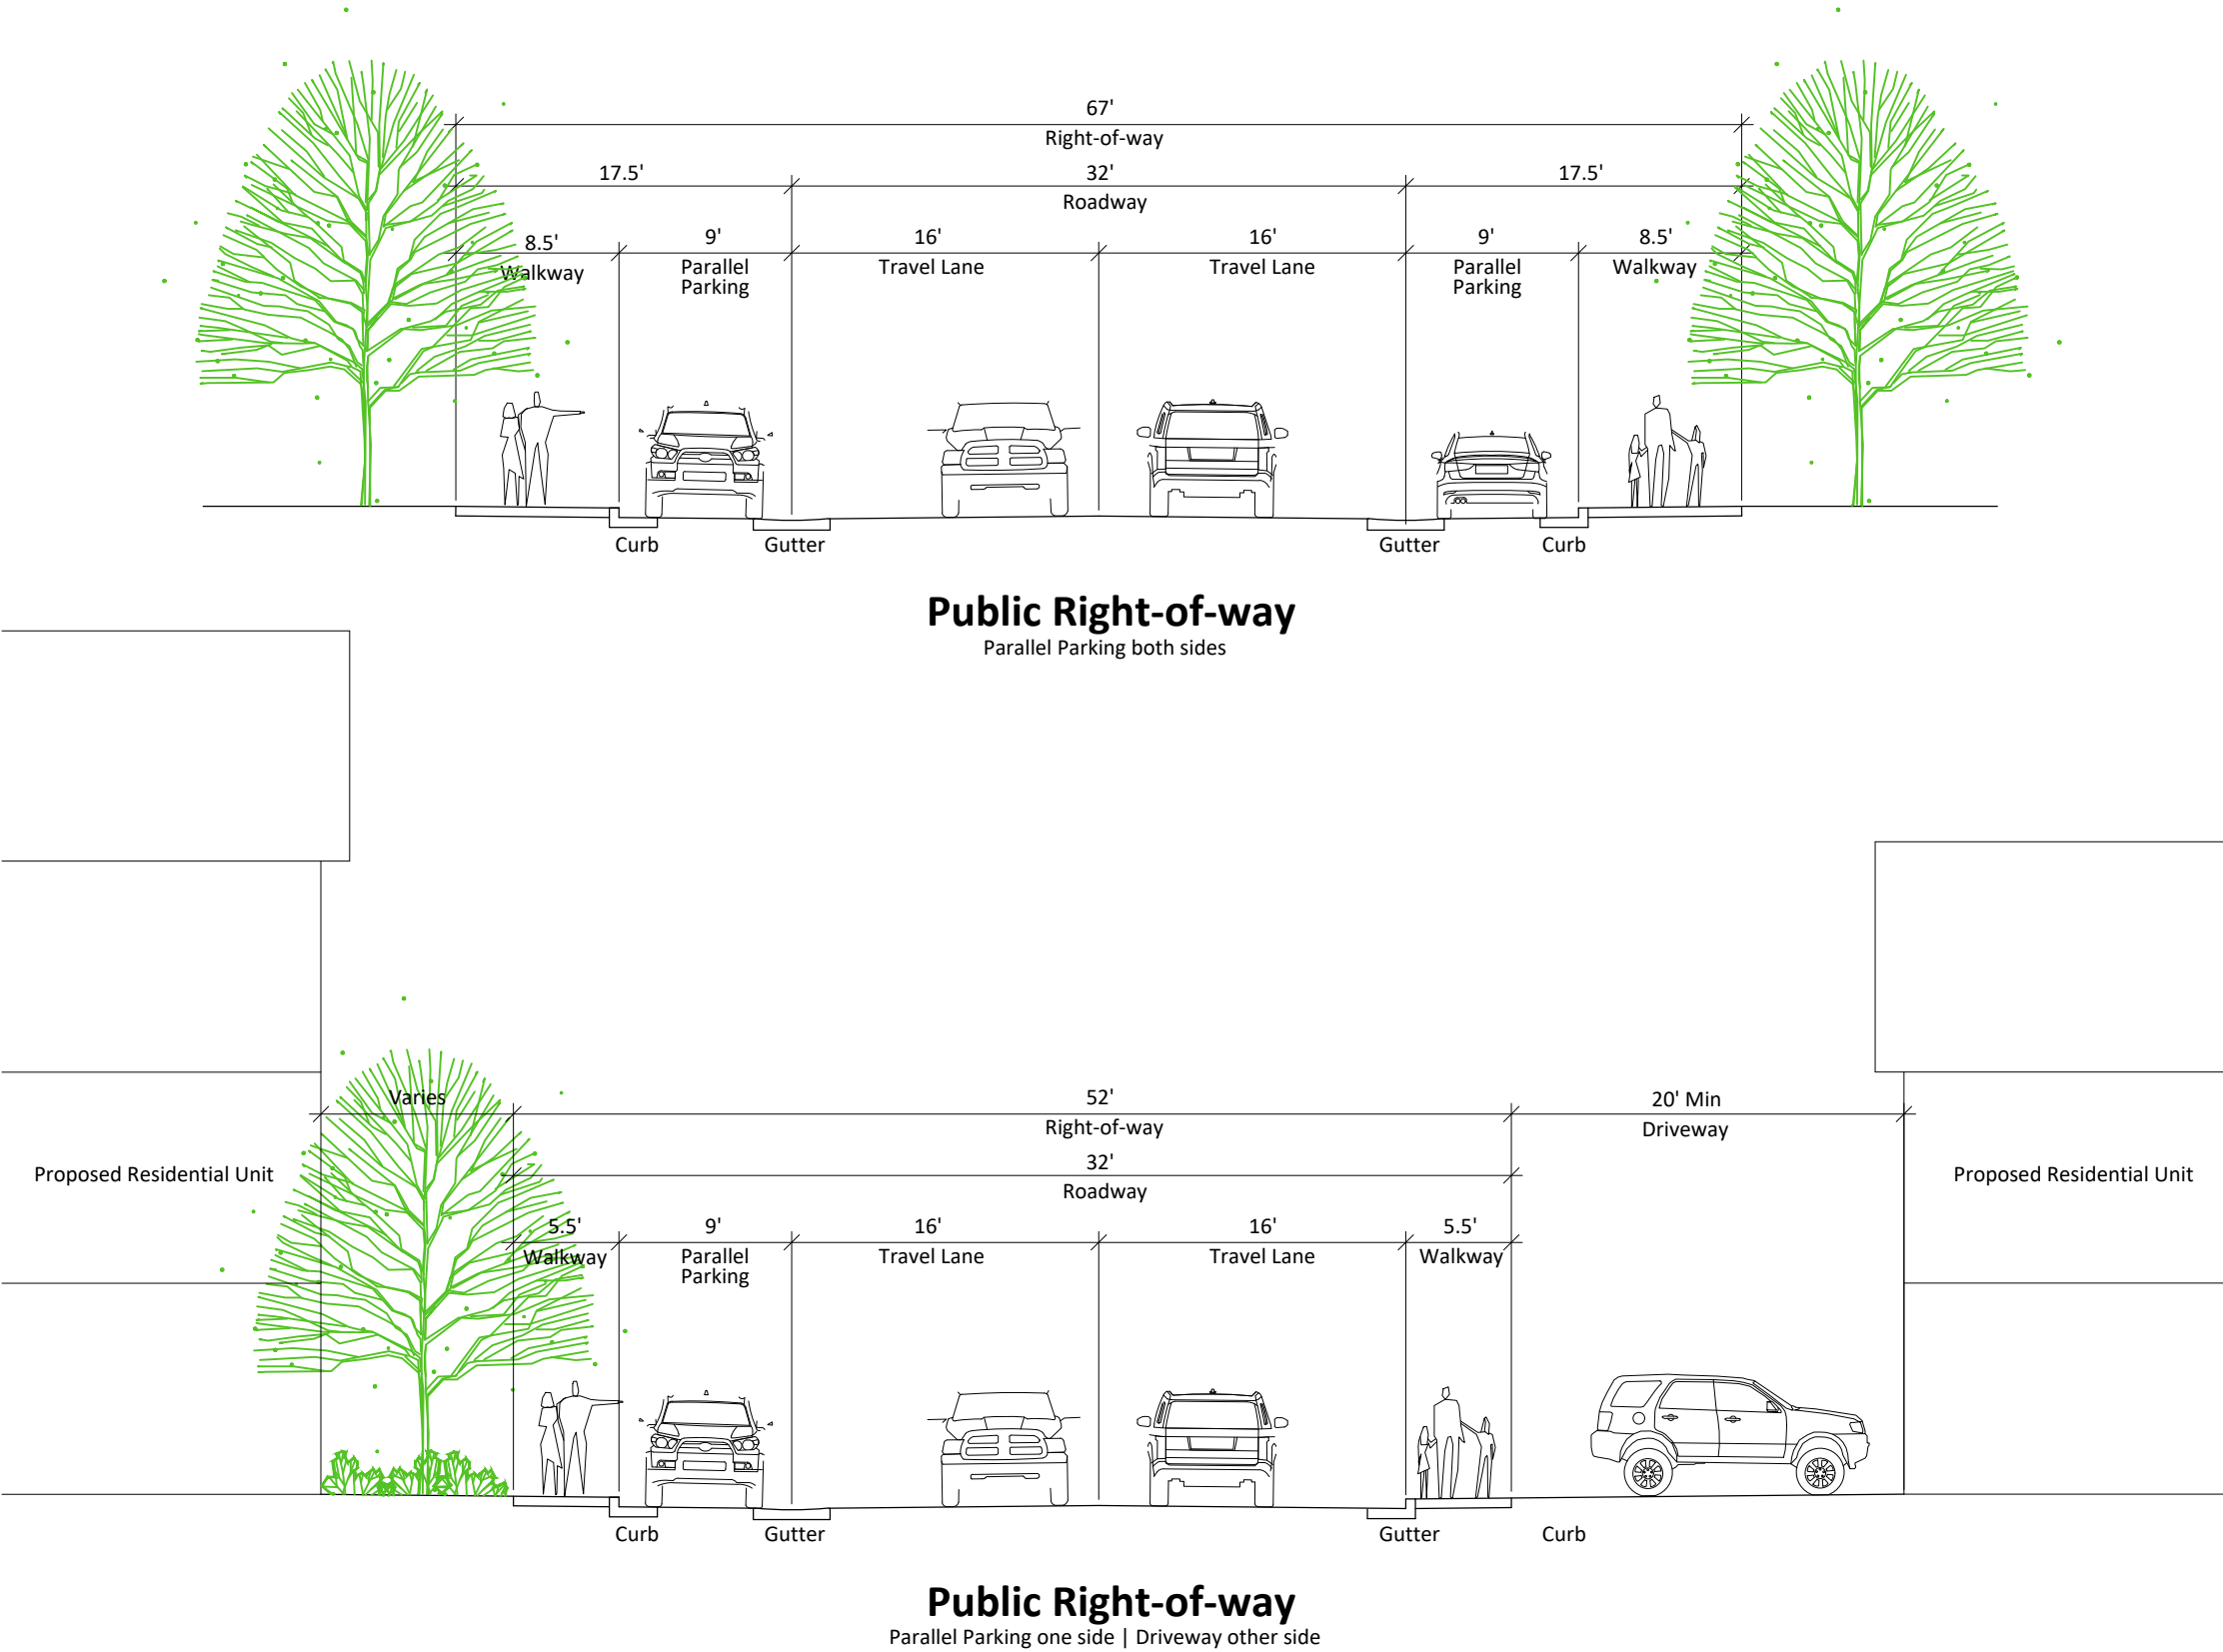 67'
Right-of-way
17.5' 32' 17.5'
Roadway
8.5' 9' 16' 16' 9' 8.5'
Walkway Parallel Travel Lane Travel Lane Parallel Walkway
Parking Parking
Curb Gutter Gutter Curb
Public Right-of-way
Parallel Parking both sides
Varies 52' 20' Min
Right-of-way Driveway
32'
Proposed Residential Unit Proposed Residential Unit
Roadway
5.5' 9' 16' 16' 5.5'
Walkway Parallel Travel Lane Travel Lane Walkway
Parking
Curb Gutter Gutter Curb
Public Right-of-way
Parallel Parking one side | Driveway other side